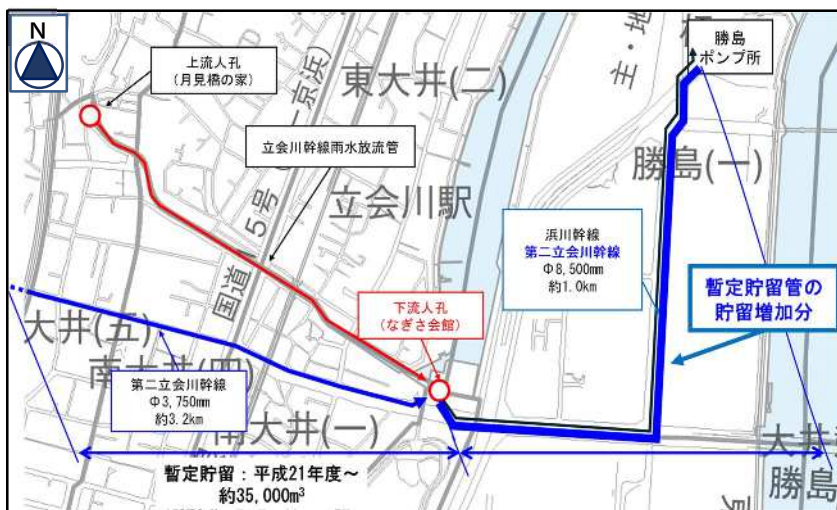 N
上流人孔
(月見橋の家)
東大井(二)
勝島
ポンプ所
立会川幹線雨水放流管
勝島(一)
立会川駅
国道15号(一京浜)
主・地
浜川幹線
第二立会川幹線
Φ8,500mm
約1.0km
暫定貯留管の
貯留増加分
下流人孔
(なぎさ会館)
大井(五)
南大井(四)
第二立会川幹線
Φ3,750mm
約3.2km
南大井(一)
大井
勝島
暫定貯留：平成21年度～
約35,000m³